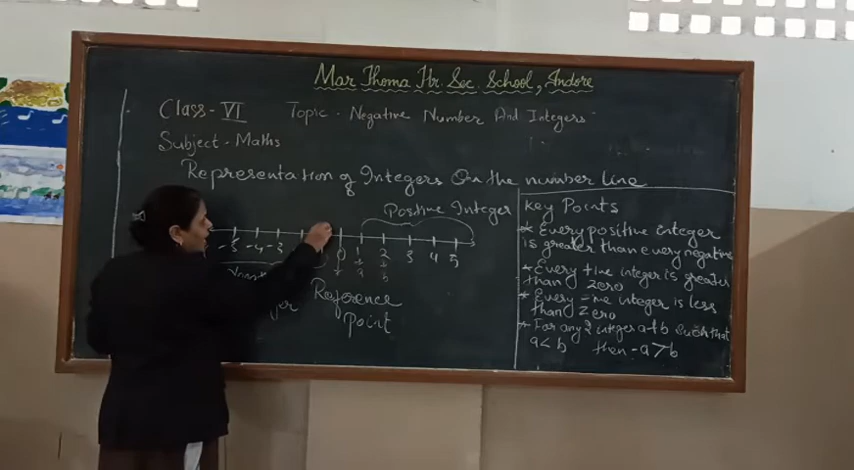 Mar Thoma Hr. Sec. School, Indore
Class - VI Topic - Negative Number And Integers
Subject - Maths
Representation of Integers On the number line
Positive Integer
-5 -4 -3 0 1 2 3 4 5
a b
Reference
Point
Key Points
* Every positive integer
is greater than every negative
* Every +ive integer is greater
than zero
* Every -ive integer is less
than zero
* For any 2 integer a & b such that
a < b then -a > b